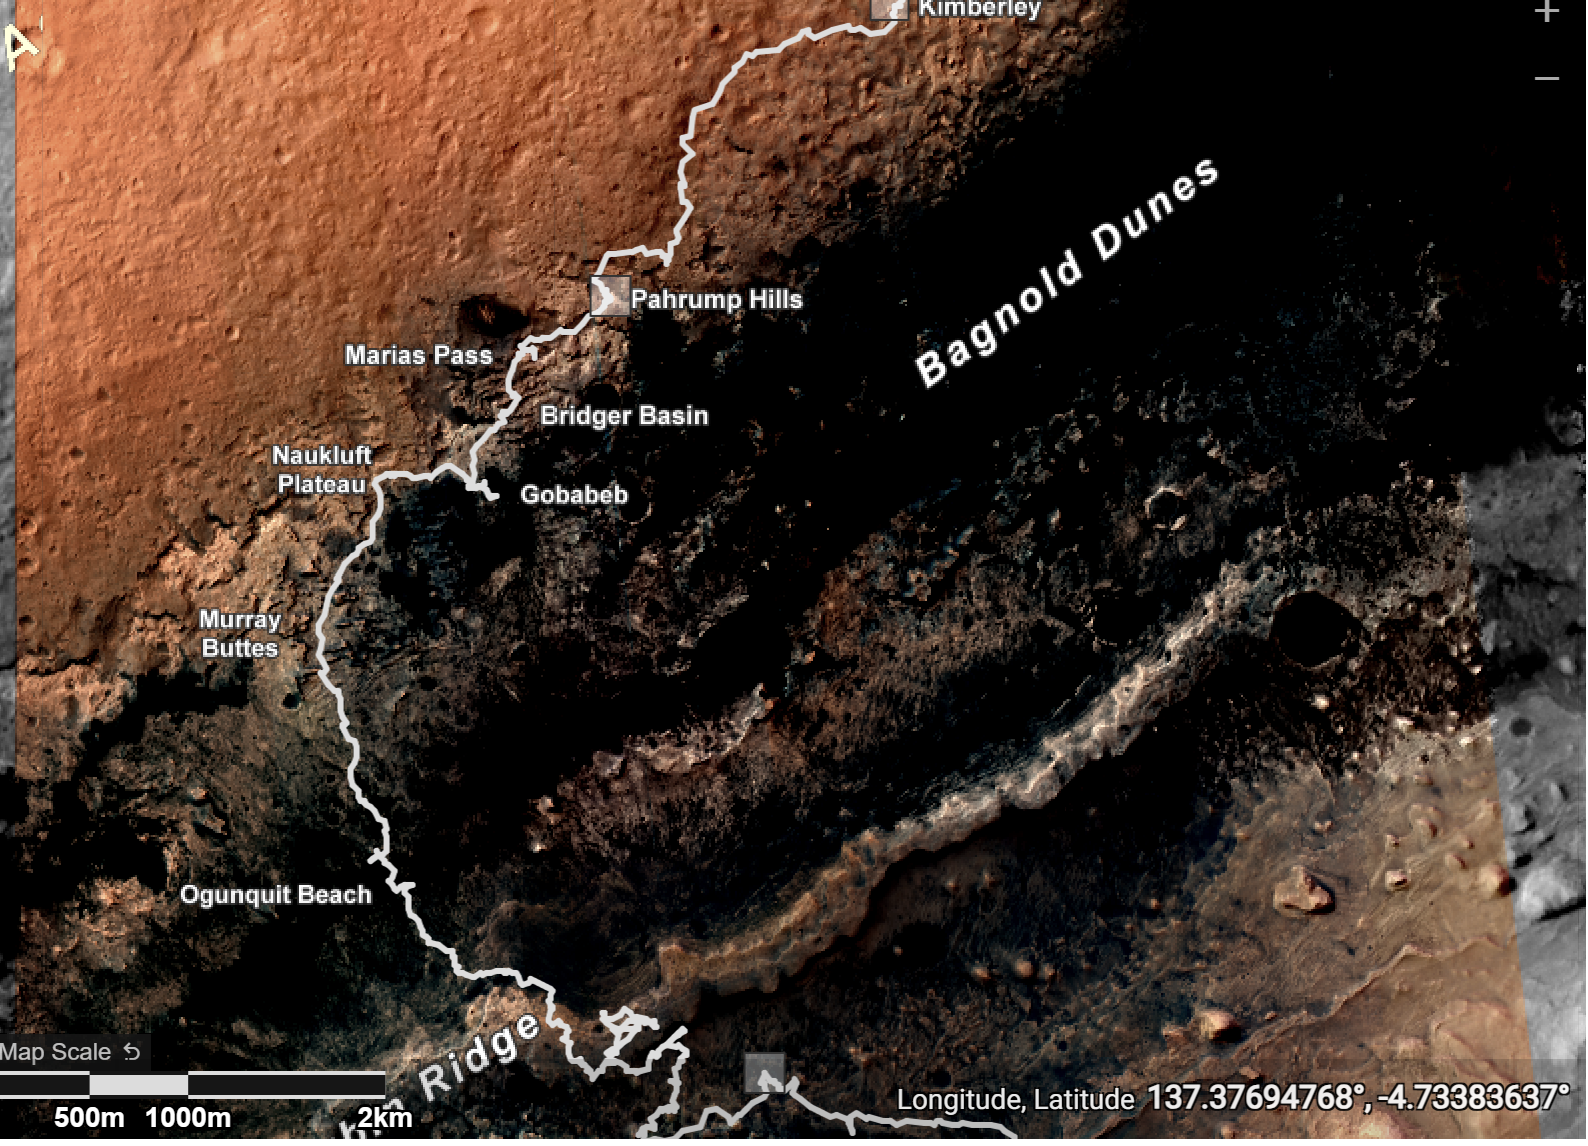 Kimberley
Bagnold Dunes
Pahrump Hills
Marias Pass
Bridger Basin
Naukluft
Plateau
Gobabeb
Murray
Buttes
Ogunquit Beach
Ridge
Map Scale
500m 1000m 2km
Longitude, Latitude 137.37694768°, -4.73383637°